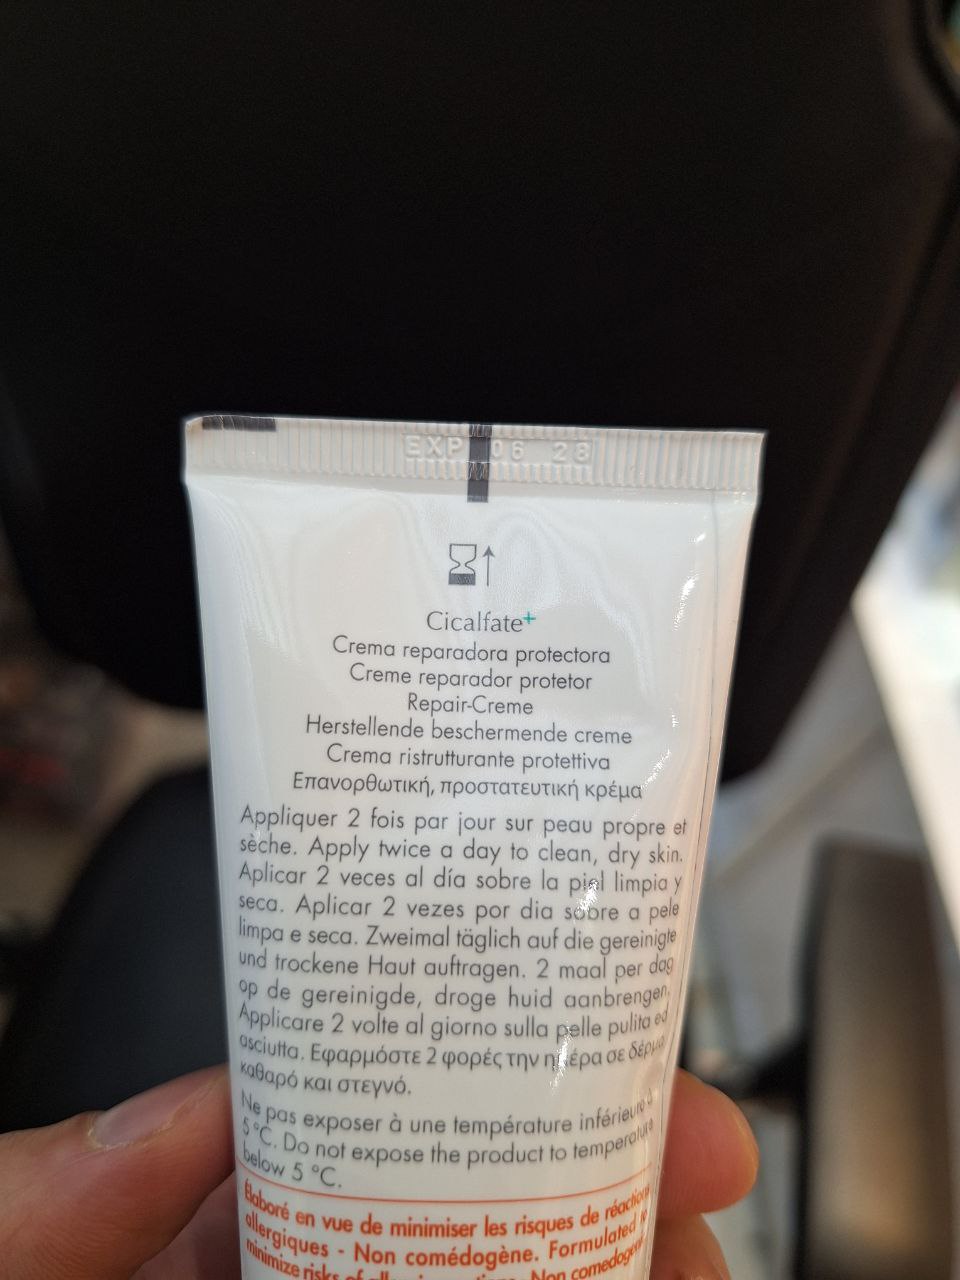 EXP 06 28
Cicalfate+
Crema reparadora protectora
Creme reparador protetor
Repair-Creme
Herstellende beschermende creme
Crema ristrutturante protettiva
Επανορθωτική, προστατευτική κρέμα
Appliquer 2 fois par jour sur peau propre et
sèche. Apply twice a day to clean, dry skin.
Aplicar 2 veces al día sobre la piel limpia y
seca. Aplicar 2 vezes por dia sobre a pele
limpa e seca. Zweimal täglich auf die gereinigte
und trockene Haut auftragen. 2 maal per dag
op de gereinigde, droge huid aanbrengen.
Applicare 2 volte al giorno sulla pelle pulita ed
asciutta. Εφαρμόστε 2 φορές την ημέρα σε δέρμα
καθαρό και στεγνό.
Ne pas exposer à une température inférieure à
5 °C. Do not expose the product to temperature
below 5 °C.
Élaboré en vue de minimiser les risques de réactions
allergiques - Non comédogène. Formulated to
minimize risks of Non comedogenic